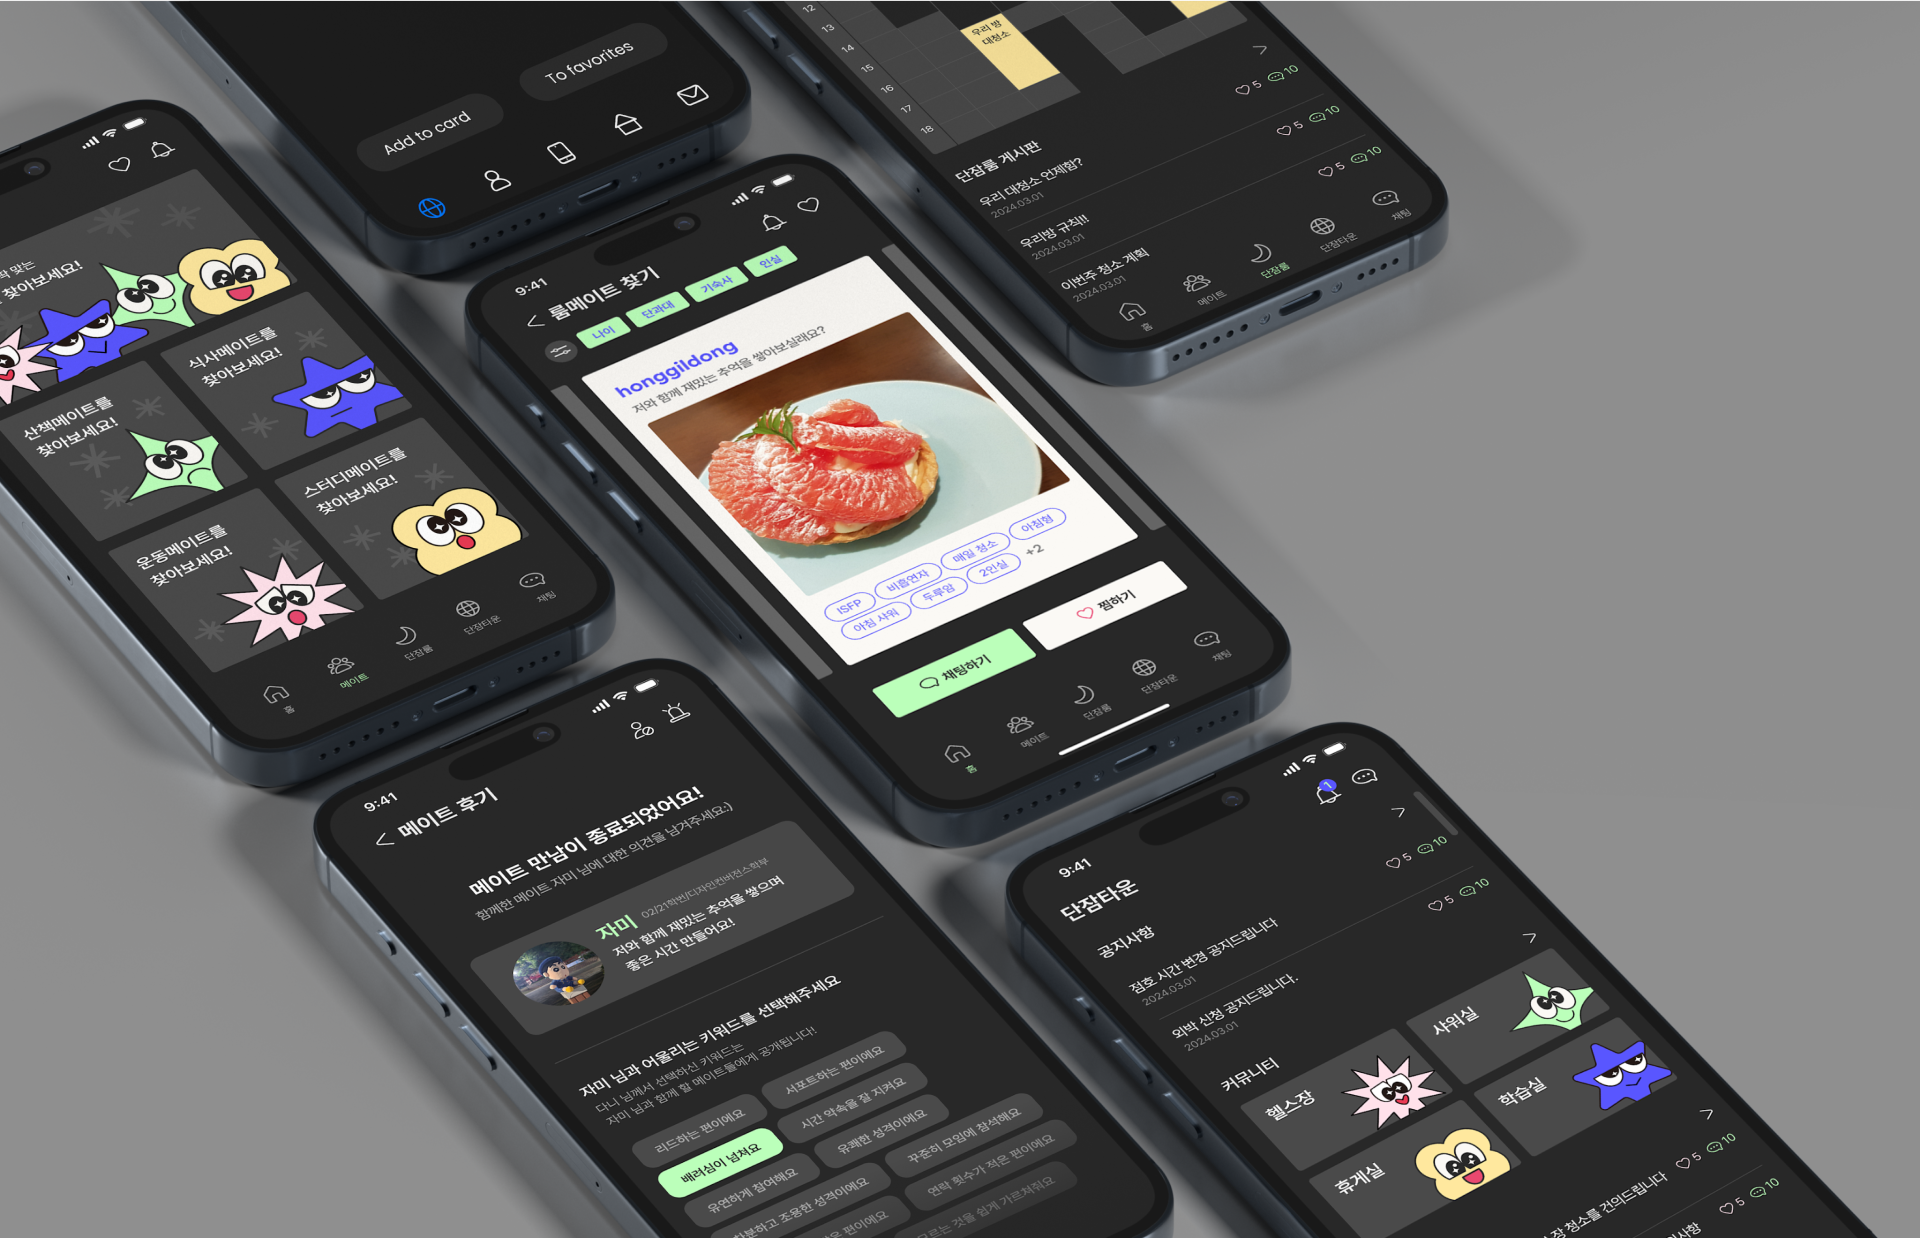 Add to card
To favorites
12
13
14
15
16
17
18
우리 방
대청소
단잠룸 게시판
우리 대청소 언제함?
2024.03.01
5
10
우리방 규칙!!
2024.03.01
5
10
이번주 청소 계획
2024.03.01
5
10
홈
메이트
단잠룸
단잠타운
채팅
맞는
찾아보세요!
식사메이트를
찾아보세요!
산책메이트를
찾아보세요!
스터디메이트를
찾아보세요!
운동메이트를
찾아보세요!
홈
메이트
단잠룸
단잠타운
채팅
9:41
룸메이트 찾기
나이
단과대
기숙사
인실
honggildong
저와 함께 재밌는 추억을 쌓아보실래요?
ISFP
비흡연자
매일 청소
아침형
아침 샤워
두루암
2인실
+2
채팅하기
찜하기
홈
메이트
단잠룸
단잠타운
채팅
9:41
메이트 후기
메이트 만남이 종료되었어요!
함께한 메이트 자미 님에 대한 의견을 남겨주세요:)
자미 02/21학번/디자인컨버전스학부
저와 함께 재밌는 추억을 쌓으며
좋은 시간 만들어요!
자미 님과 어울리는 키워드를 선택해주세요
다니 님께서 선택하신 키워드는
자미 님과 함께 할 메이트들에게 공개됩니다!
리드하는 편이에요
서포트하는 편이에요
배려심이 넘쳐요
시간 약속을 잘 지켜요
유연하게 참여해요
유쾌한 성격이에요
차분하고 조용한 성격이에요
꾸준히 모임에 참석해요
편이에요
연락 횟수가 적은 편이에요
모르는 것을 쉽게 가르쳐줘요
9:41
1
단잠타운
공지사항
점호 시간 변경 공지드립니다
2024.03.01
5
10
외박 신청 공지드립니다.
2024.03.01
5
10
커뮤니티
헬스장
샤워실
휴게실
학습실
장 청소를 건의드립니다
5
10
사항
5
10